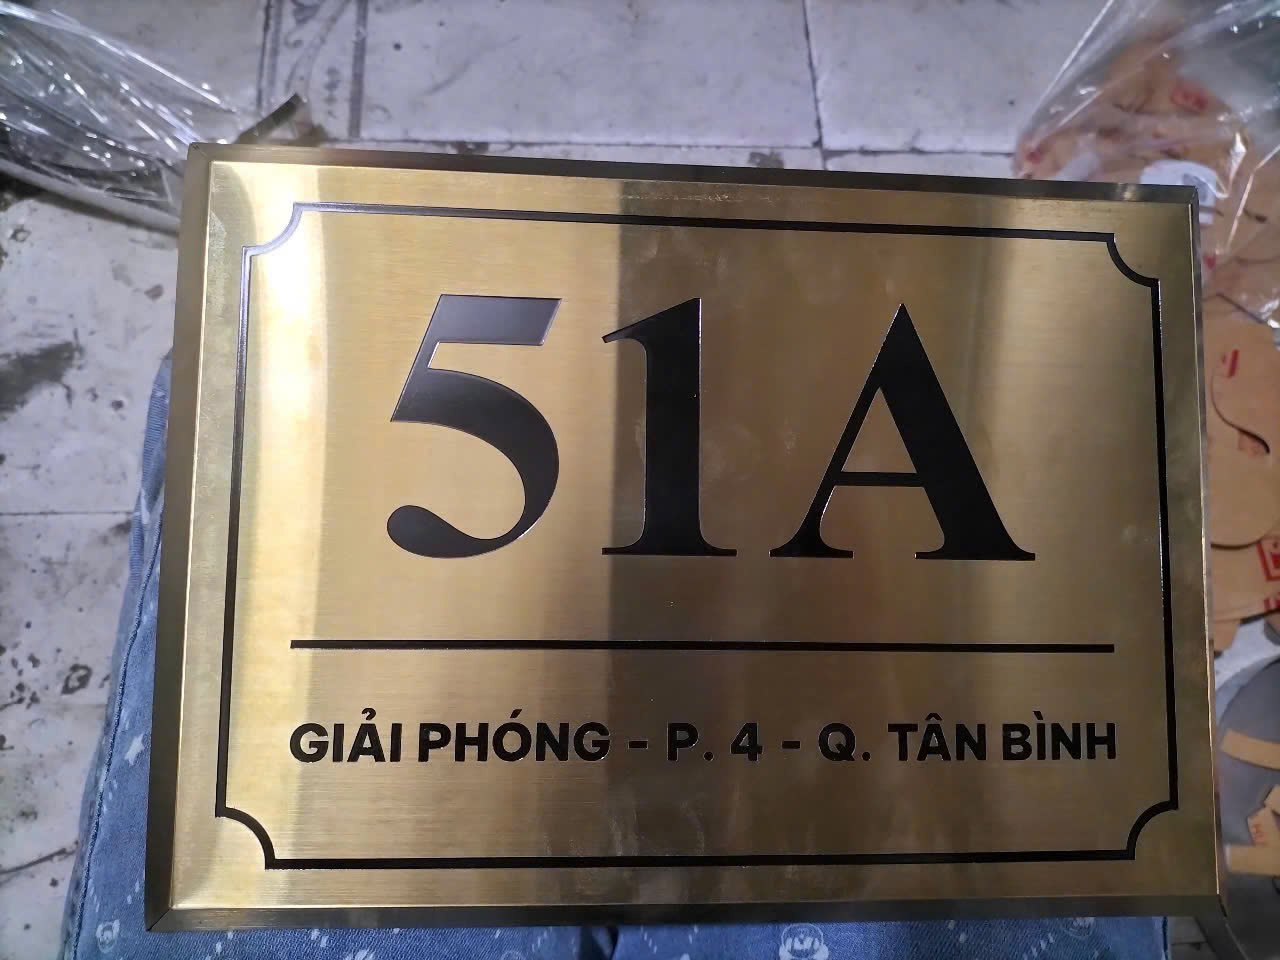 51A
GIẢI PHÓNG - P. 4 - Q. TÂN BÌNH